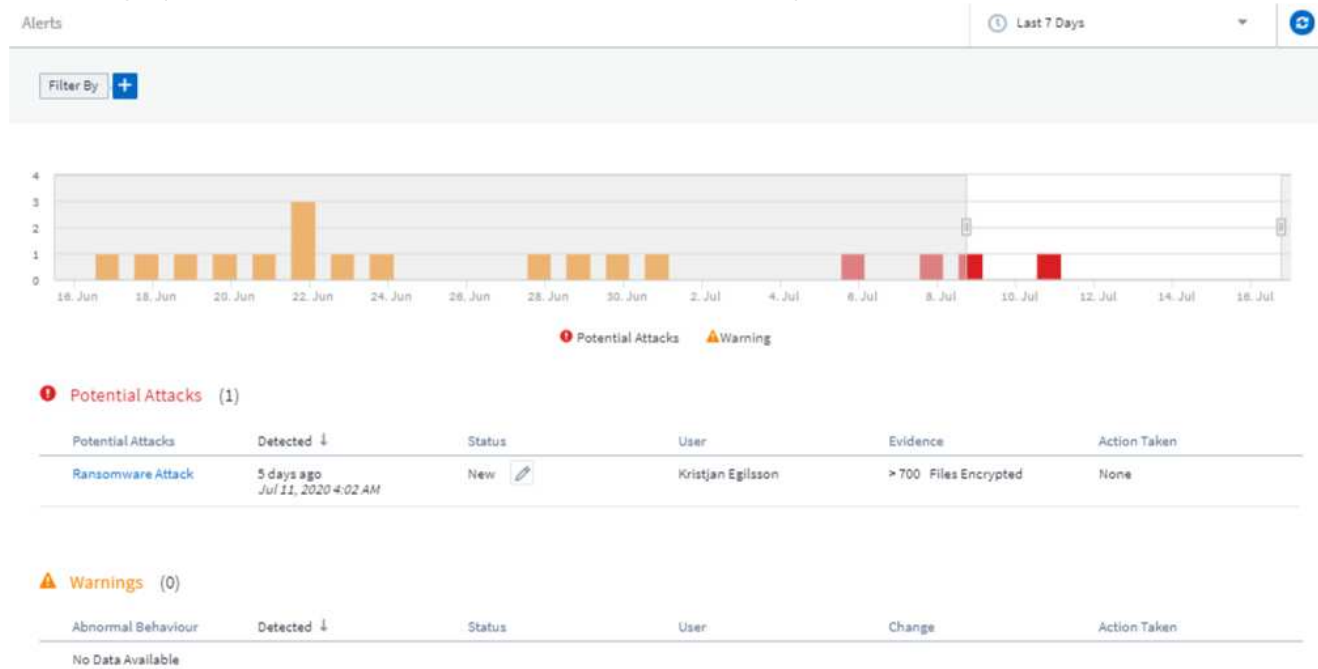 Alerts
Last 7 Days
Filter By +
4
3
2
1
0
16. Jun 18. Jun 20. Jun 22. Jun 24. Jun 26. Jun 28. Jun 30. Jun 2. Jul 4. Jul 6. Jul 8. Jul 10. Jul 12. Jul 14. Jul 16. Jul
Potential Attacks Warning
Potential Attacks (1)
Potential Attacks Detected ↓ Status User Evidence Action Taken
Ransomware Attack 5 days ago New Kristjan Egilsson > 700 Files Encrypted None
Jul 11, 2020 4:02 AM
Warnings (0)
Abnormal Behaviour Detected ↓ Status User Change Action Taken
No Data Available